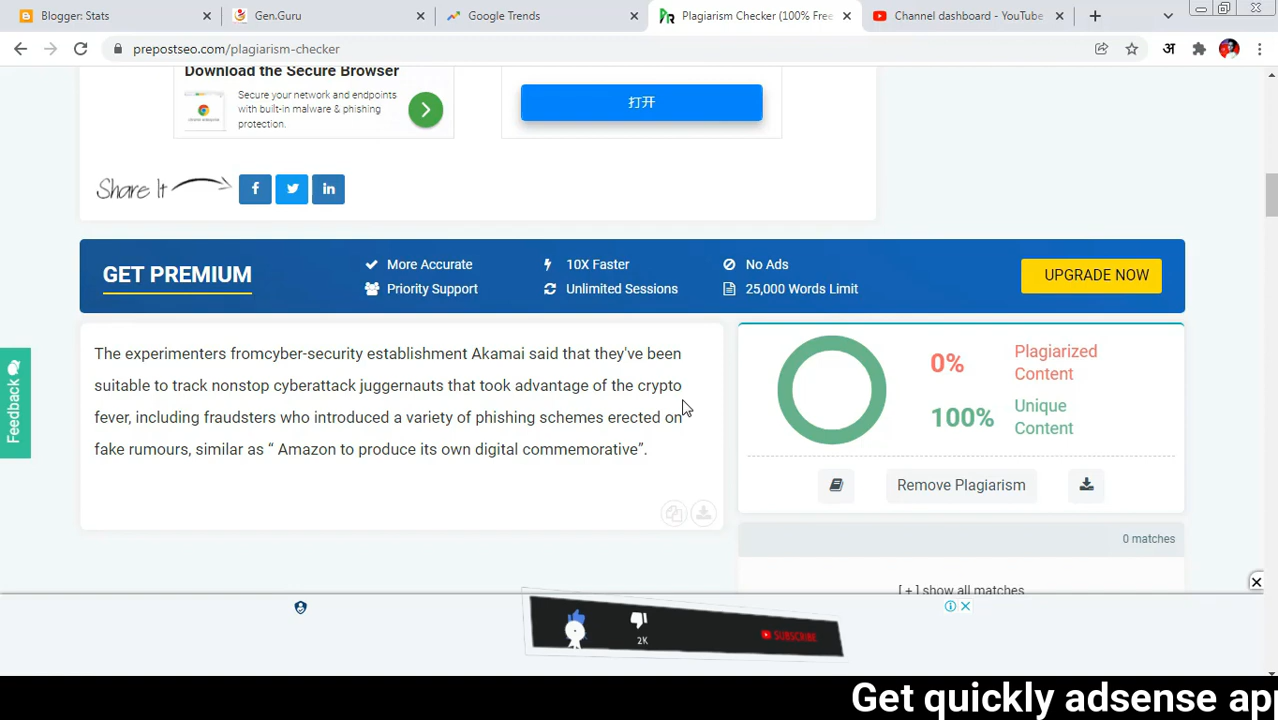 Blogger: Stats
Gen.Guru
Google Trends
Plagiarism Checker (100% Free
Channel dashboard - YouTube
prepostseo.com/plagiarism-checker
अ
Download the Secure Browser
Secure your network and endpoints
with built-in malware & phishing
protection.
打开
Share It
GET PREMIUM
More Accurate
10X Faster
No Ads
Priority Support
Unlimited Sessions
25,000 Words Limit
UPGRADE NOW
Feedback
The experimenters fromcyber-security establishment Akamai said that they've been
suitable to track nonstop cyberattack juggernauts that took advantage of the crypto
fever, including fraudsters who introduced a variety of phishing schemes erected on
fake rumours, similar as “ Amazon to produce its own digital commemorative”.
0%
Plagiarized
Content
100%
Unique
Content
Remove Plagiarism
0 matches
[ + ] show all matches
2K
SUBSCRIBE
Get quickly adsense ap